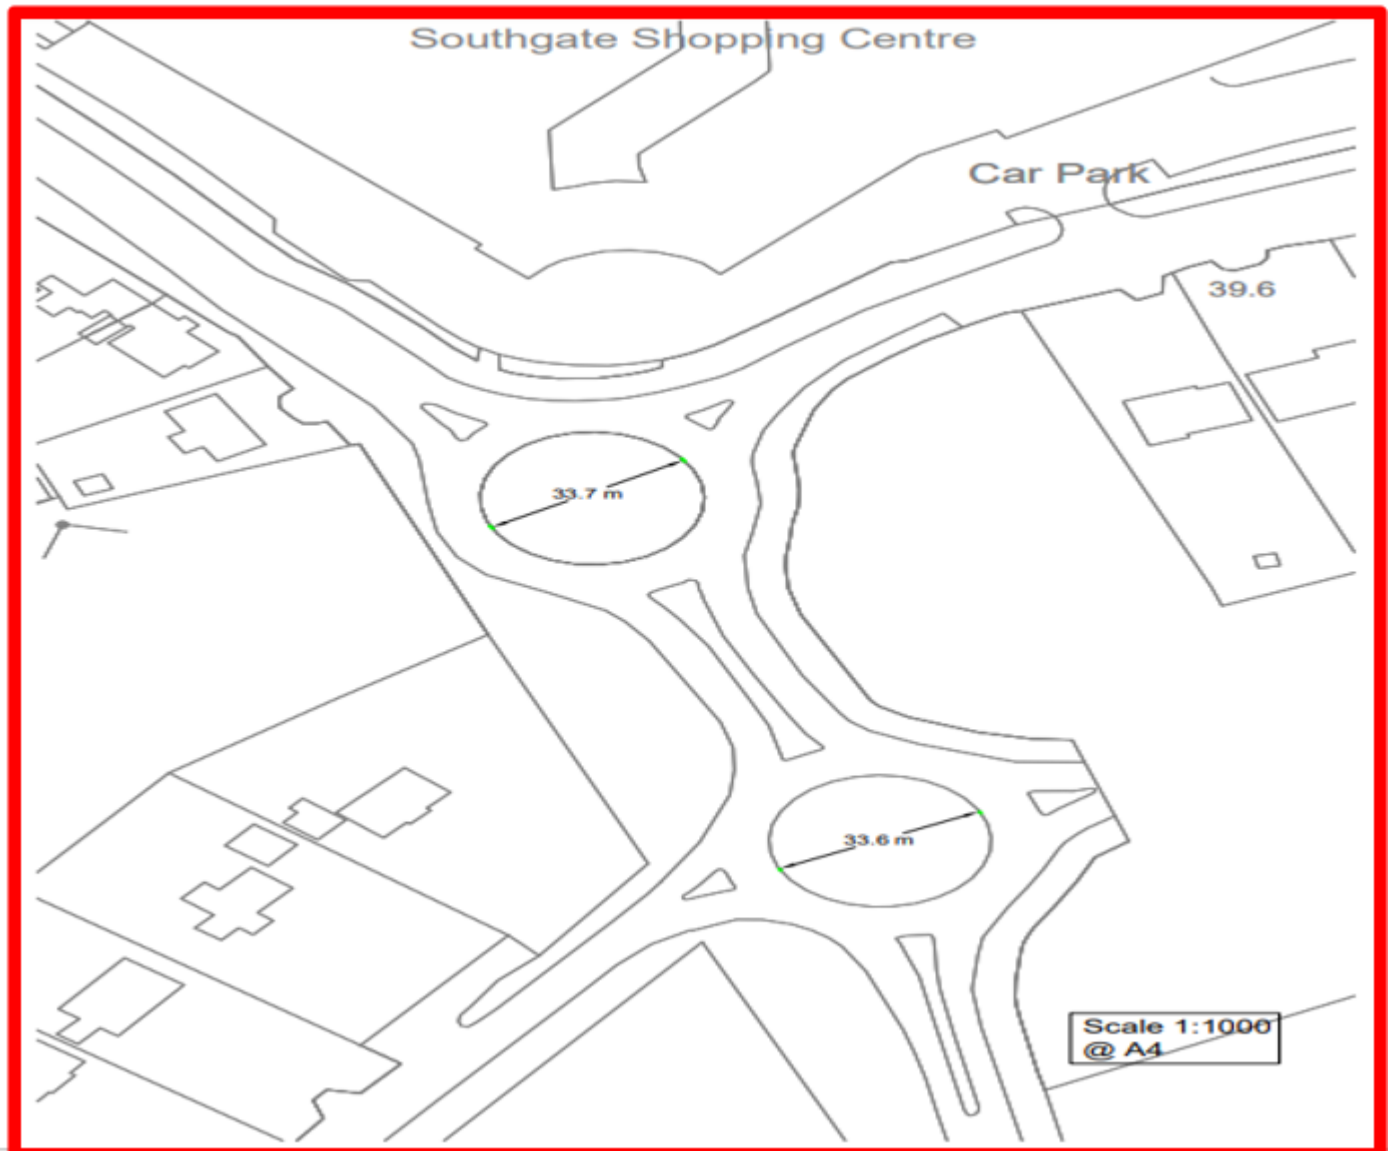 Southgate Shopping Centre
Car Park
39.6
33.7 m
33.6 m
Scale 1:1000
@ A4